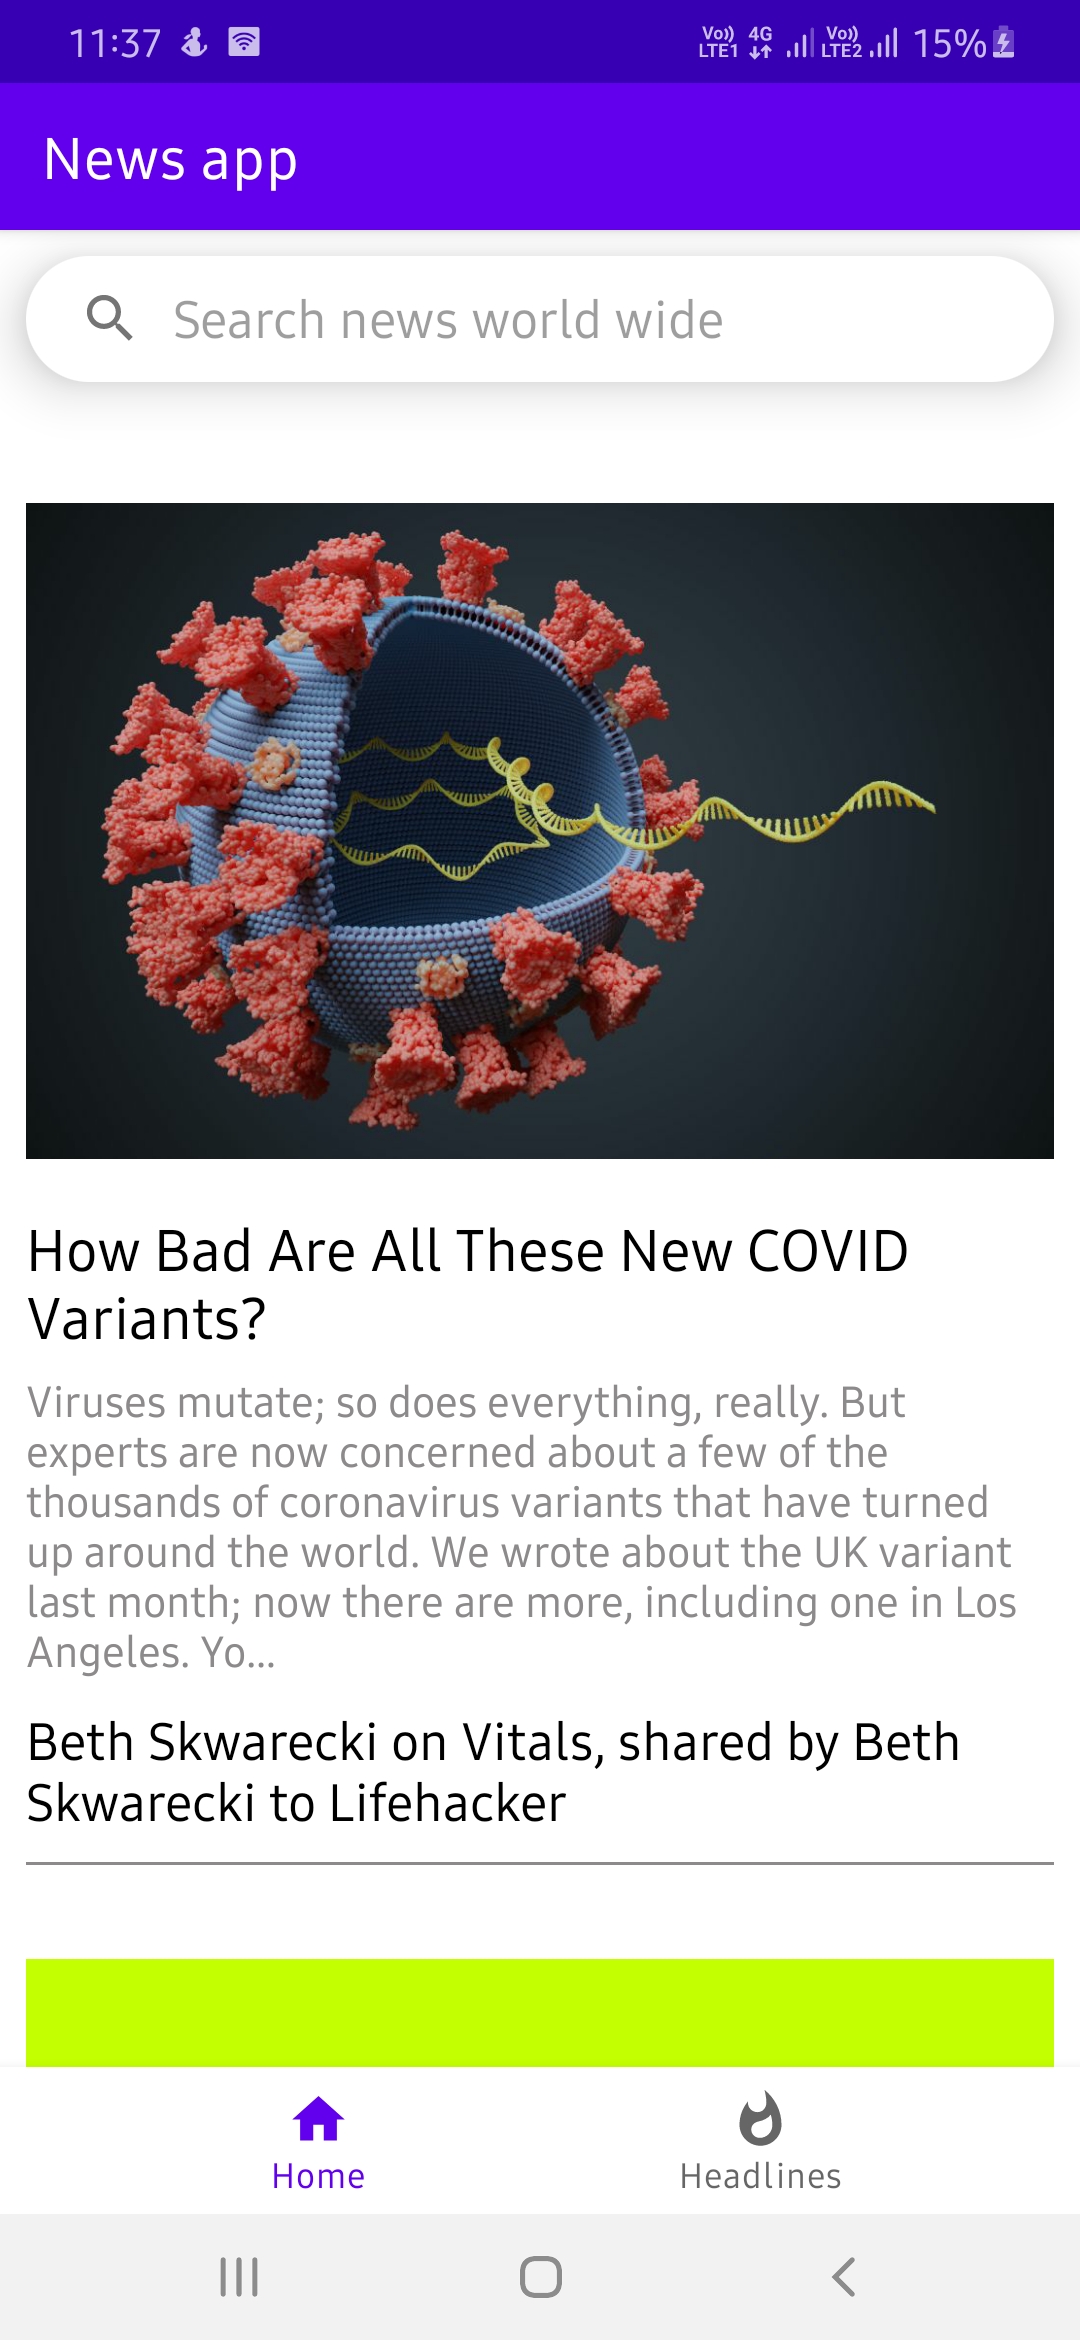 11:37
Vo)) LTE1 4G Vo)) LTE2 15%
News app
Search news world wide
How Bad Are All These New COVID
Variants?
Viruses mutate; so does everything, really. But
experts are now concerned about a few of the
thousands of coronavirus variants that have turned
up around the world. We wrote about the UK variant
last month; now there are more, including one in Los
Angeles. Yo...
Beth Skwarecki on Vitals, shared by Beth
Skwarecki to Lifehacker
Home
Headlines